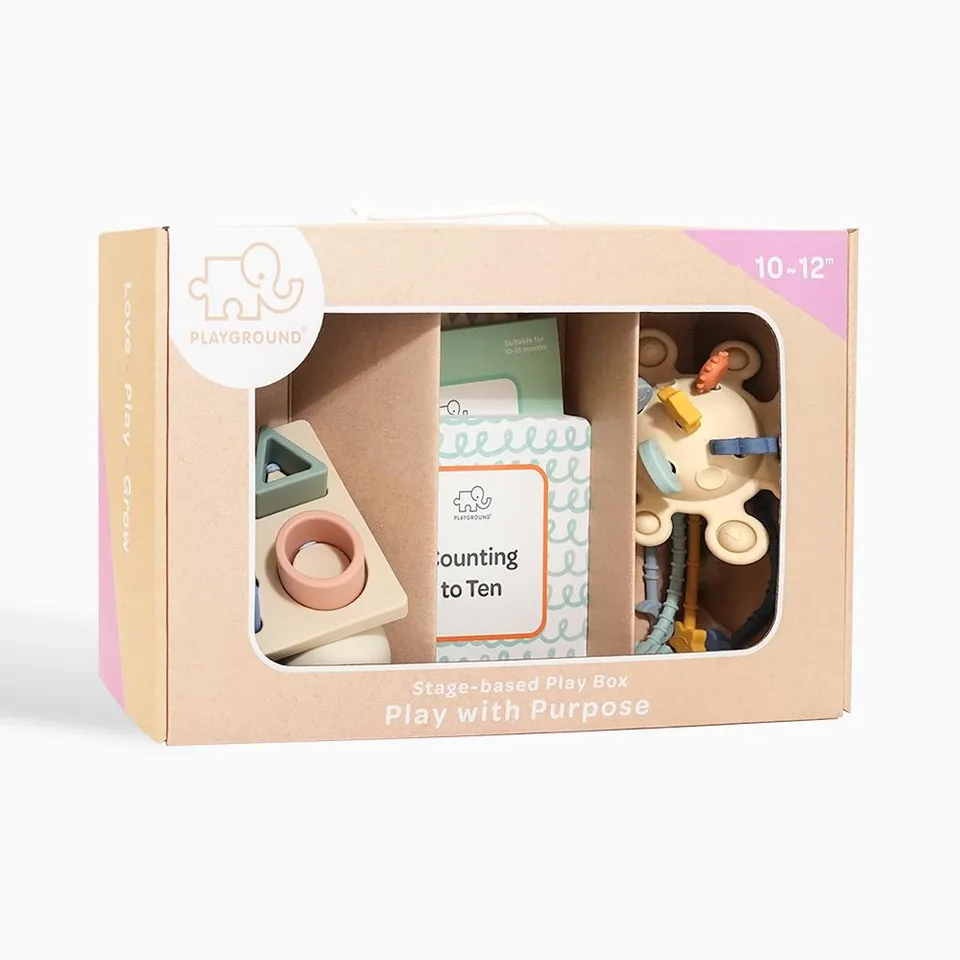 Love · Play · Grow
PLAYGROUND
10~12m
Suitable for
10-12 months
PLAYGROUND
ounting
to Ten
Stage-based Play Box
Play with Purpose